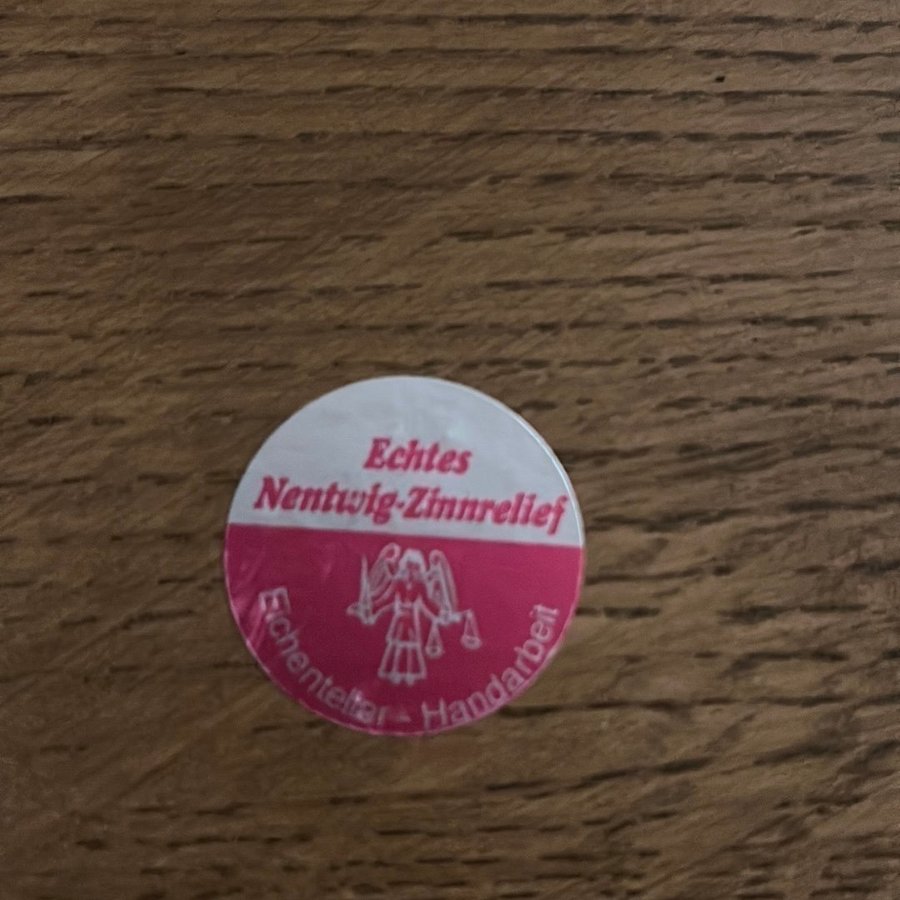 Echtes
Nentwig-Zinnrelief
Eichenteller - Handarbeit